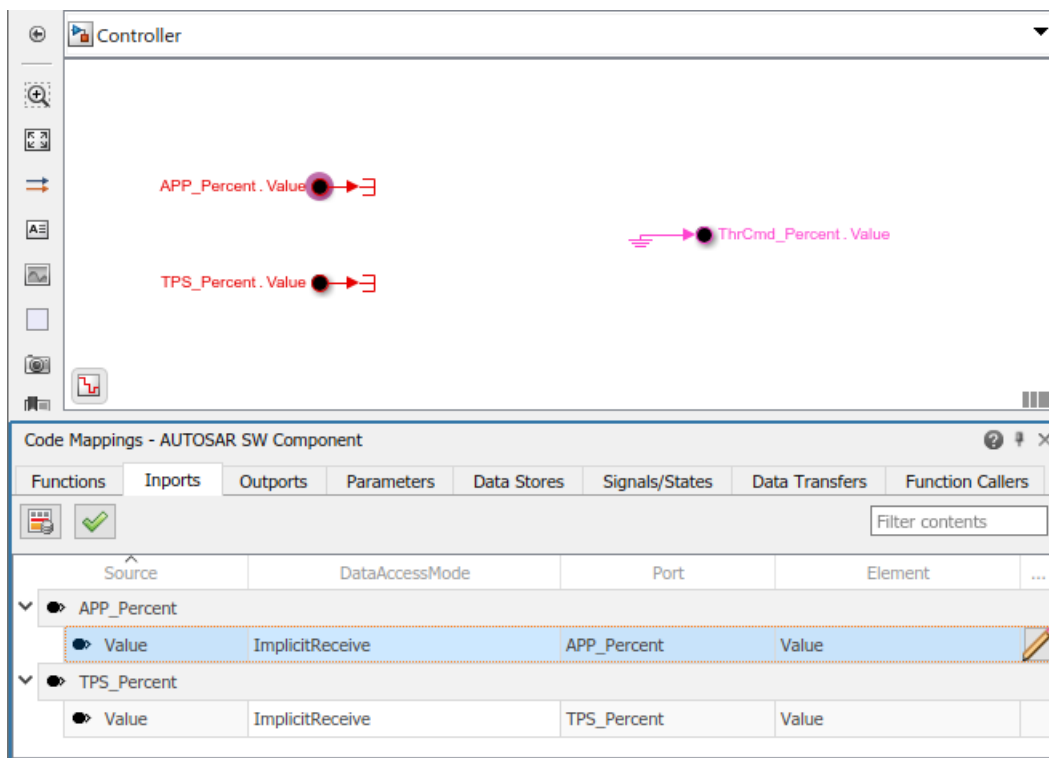 Controller
APP_Percent . Value
ThrCmd_Percent . Value
TPS_Percent . Value
Code Mappings - AUTOSAR SW Component
Functions Inports Outports Parameters Data Stores Signals/States Data Transfers Function Callers
Filter contents
Source DataAccessMode Port Element ...
APP_Percent
Value ImplicitReceive APP_Percent Value
TPS_Percent
Value ImplicitReceive TPS_Percent Value